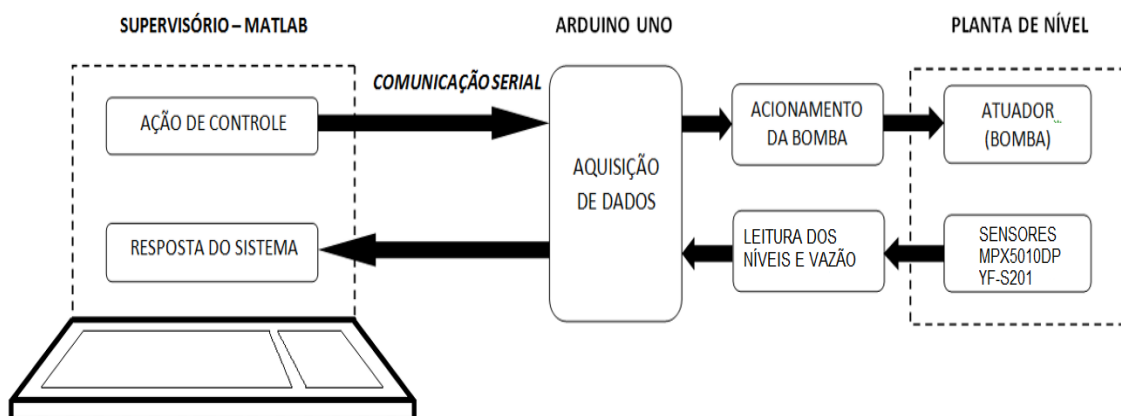 SUPERVISÓRIO – MATLAB
ARDUINO UNO
PLANTA DE NÍVEL
COMUNICAÇÃO SERIAL
AÇÃO DE CONTROLE
AQUISIÇÃO
DE DADOS
ACIONAMENTO
DA BOMBA
ATUADOR
(BOMBA)
RESPOSTA DO SISTEMA
LEITURA DOS
NÍVEIS E VAZÃO
SENSORES
MPX5010DP
YF-S201